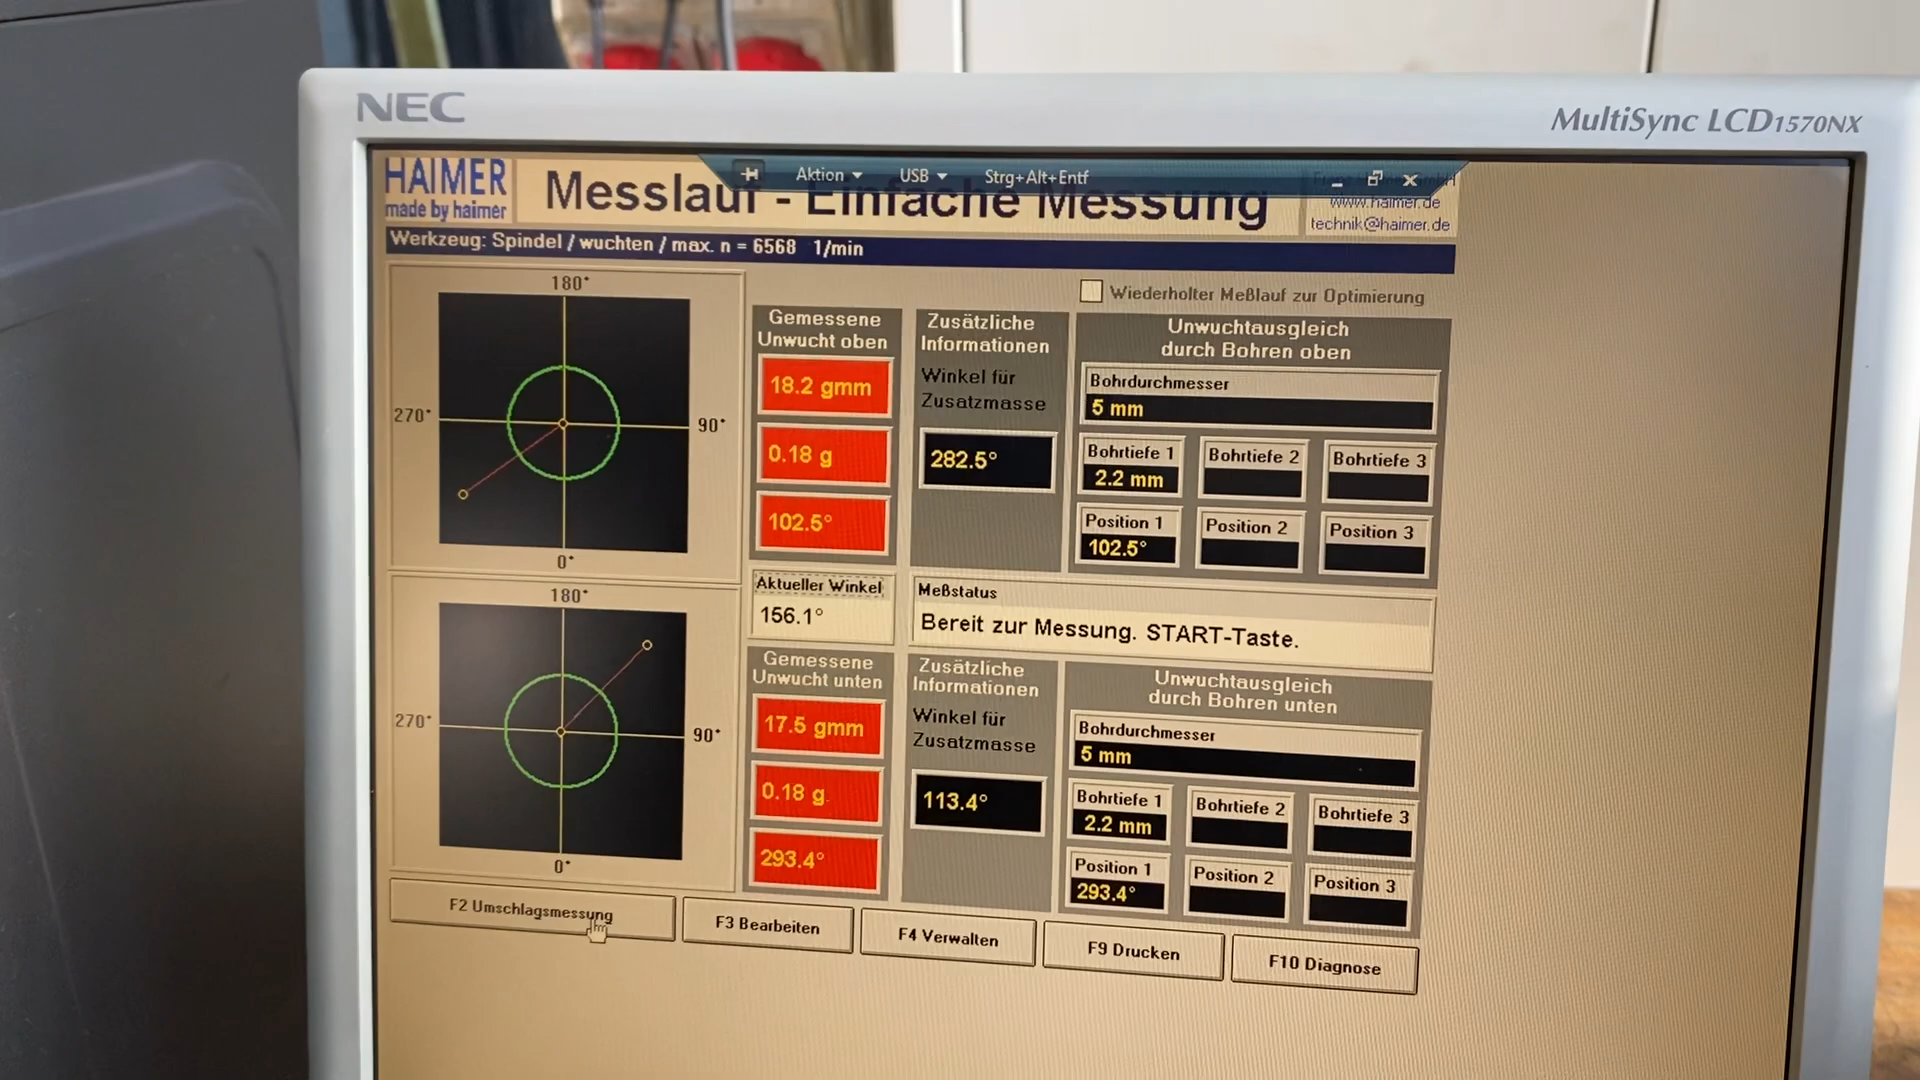 NEC
MultiSync LCD1570NX
HAIMER
made by haimer
Aktion
USB
Strg+Alt+Entf
Messlauf - Einfache Messung
www.haimer.de
technik@haimer.de
Werkzeug: Spindel / wuchten / max. n = 6568 1/min
180°
270°
90°
0°
Gemessene
Unwucht oben
18.2 gmm
0.18 g
102.5°
Zusätzliche
Informationen
Winkel für
Zusatzmasse
282.5°
Wiederholter Meßlauf zur Optimierung
Unwuchtausgleich
durch Bohren oben
Bohrdurchmesser
5 mm
Bohrtiefe 1
2.2 mm
Bohrtiefe 2
Bohrtiefe 3
Position 1
102.5°
Position 2
Position 3
Aktueller Winkel
156.1°
Meßstatus
Bereit zur Messung. START-Taste.
180°
270°
90°
0°
Gemessene
Unwucht unten
17.5 gmm
0.18 g
293.4°
Zusätzliche
Informationen
Winkel für
Zusatzmasse
113.4°
Unwuchtausgleich
durch Bohren unten
Bohrdurchmesser
5 mm
Bohrtiefe 1
2.2 mm
Bohrtiefe 2
Bohrtiefe 3
Position 1
293.4°
Position 2
Position 3
F2 Umschlagsmessung
F3 Bearbeiten
F4 Verwalten
F9 Drucken
F10 Diagnose